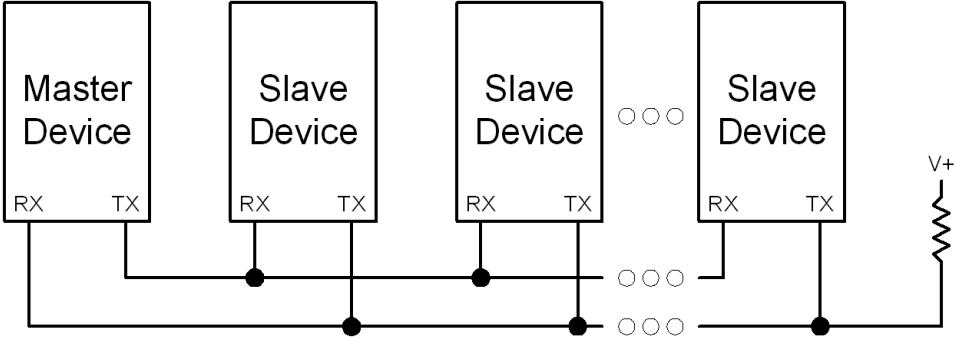 Master
Device
RX TX
Slave
Device
RX TX
Slave
Device
RX TX
Slave
Device
RX TX
V+